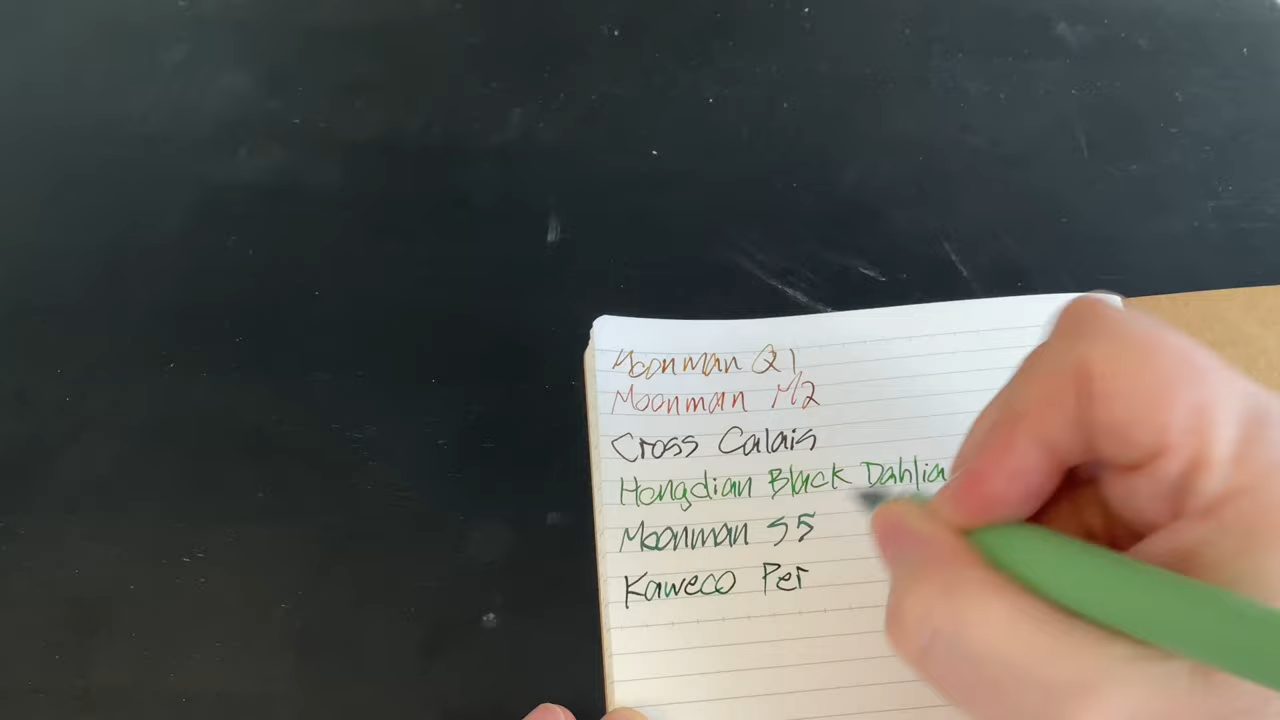 Moonman Q1
Moonman M2
Cross Calais
Hongdian Black Dahlia
Moonman S5
Kaweco Per